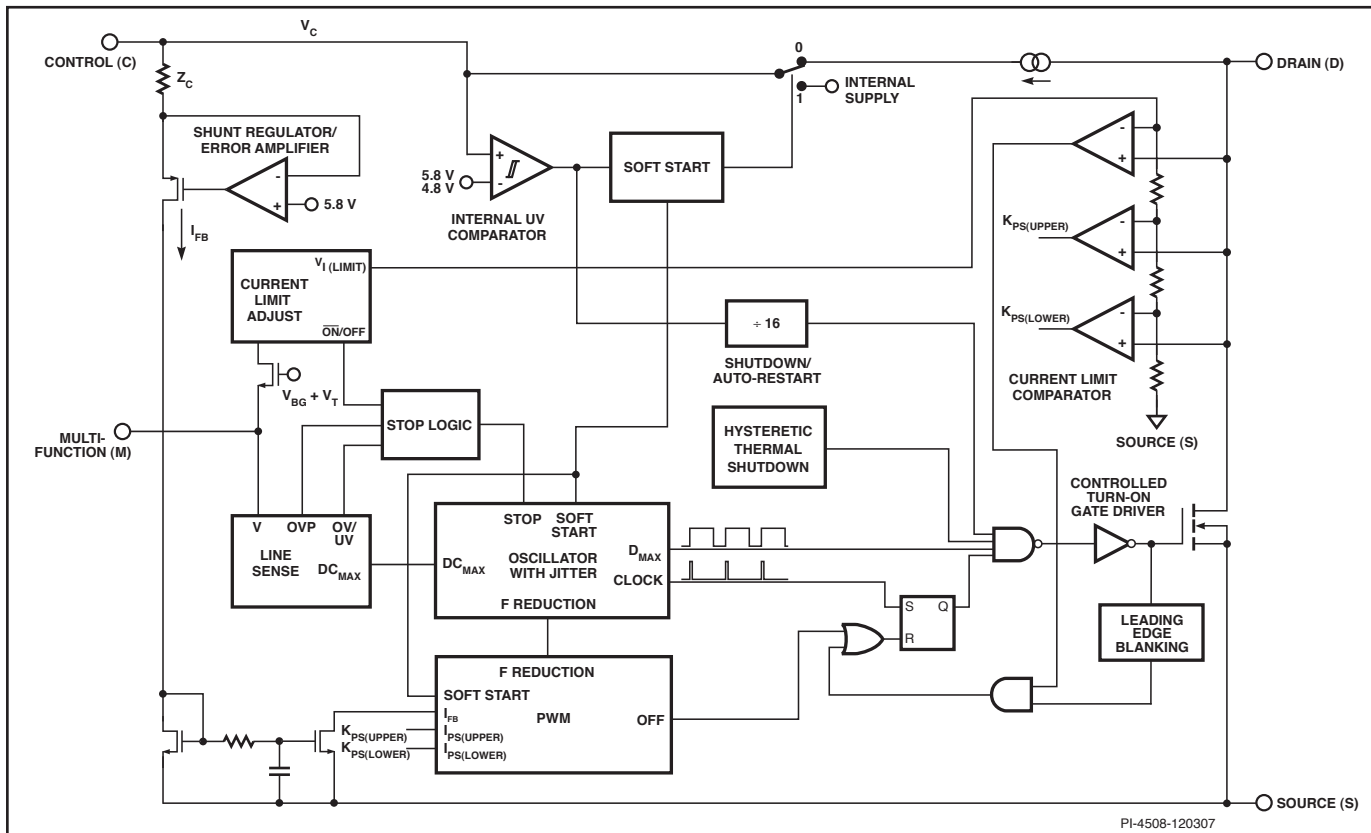 V_C
0
CONTROL (C)
DRAIN (D)
Z_C
1
INTERNAL
SUPPLY
SHUNT REGULATOR/
ERROR AMPLIFIER
-
+
5.8 V
I_FB
+
-
5.8 V
4.8 V
INTERNAL UV
COMPARATOR
SOFT START
-
+
K_PS(UPPER)
-
+
K_PS(LOWER)
-
+
CURRENT LIMIT
COMPARATOR
SOURCE (S)
V_I (LIMIT)
CURRENT
LIMIT
ADJUST
O̅N̅/OFF
÷ 16
SHUTDOWN/
AUTO-RESTART
V_BG + V_T
STOP LOGIC
MULTI-
FUNCTION (M)
HYSTERETIC
THERMAL
SHUTDOWN
CONTROLLED
TURN-ON
GATE DRIVER
V
OVP
OV/
UV
LINE
SENSE
DC_MAX
STOP
SOFT
START
DC_MAX
OSCILLATOR
WITH JITTER
D_MAX
CLOCK
F REDUCTION
S
Q
R
LEADING
EDGE
BLANKING
F REDUCTION
SOFT START
I_FB
PWM
OFF
K_PS(UPPER)
I_PS(UPPER)
K_PS(LOWER)
I_PS(LOWER)
SOURCE (S)
PI-4508-120307